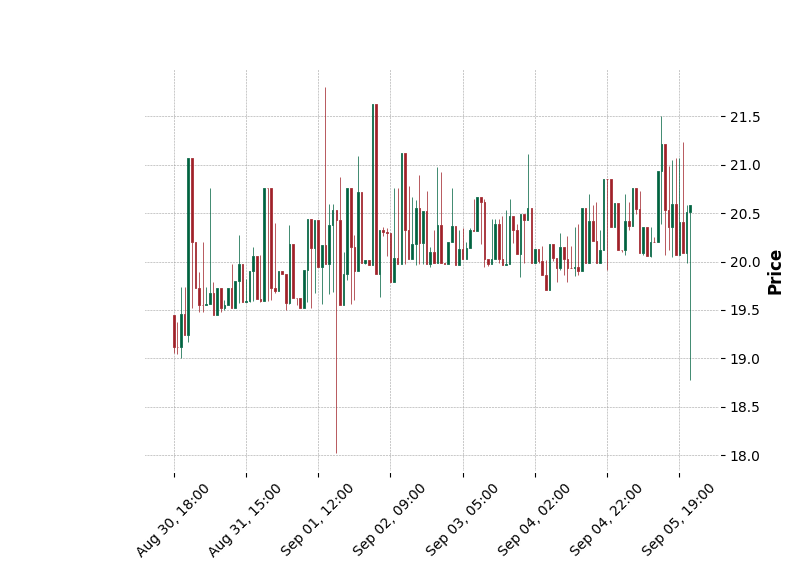 21.5
21.0
20.5
20.0
19.5
19.0
18.5
18.0
Price
Aug 30, 18:00
Aug 31, 15:00
Sep 01, 12:00
Sep 02, 09:00
Sep 03, 05:00
Sep 04, 02:00
Sep 04, 22:00
Sep 05, 19:00